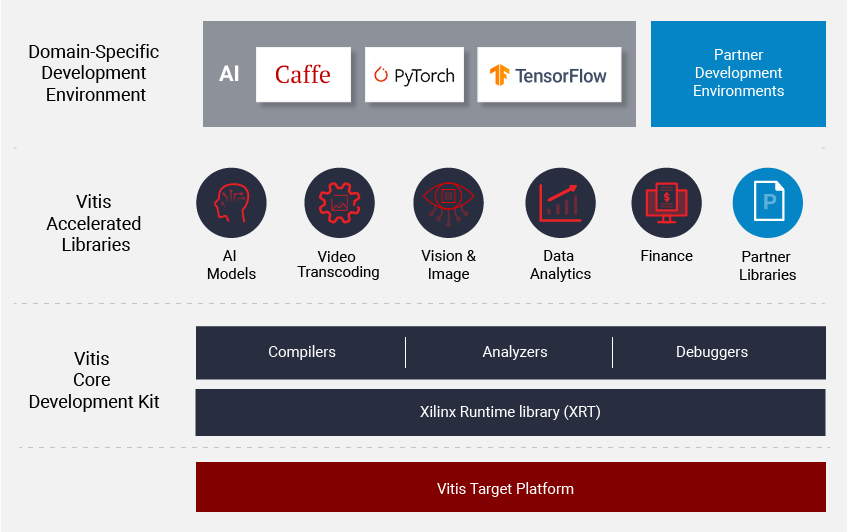 Domain-Specific
Development
Environment
AI
Caffe
PyTorch
TensorFlow
Partner
Development
Environments
Vitis
Accelerated
Libraries
AI
Models
Video
Transcoding
Vision &
Image
Data
Analytics
$
Finance
P
Partner
Libraries
Vitis
Core
Development Kit
Compilers
Analyzers
Debuggers
Xilinx Runtime library (XRT)
Vitis Target Platform